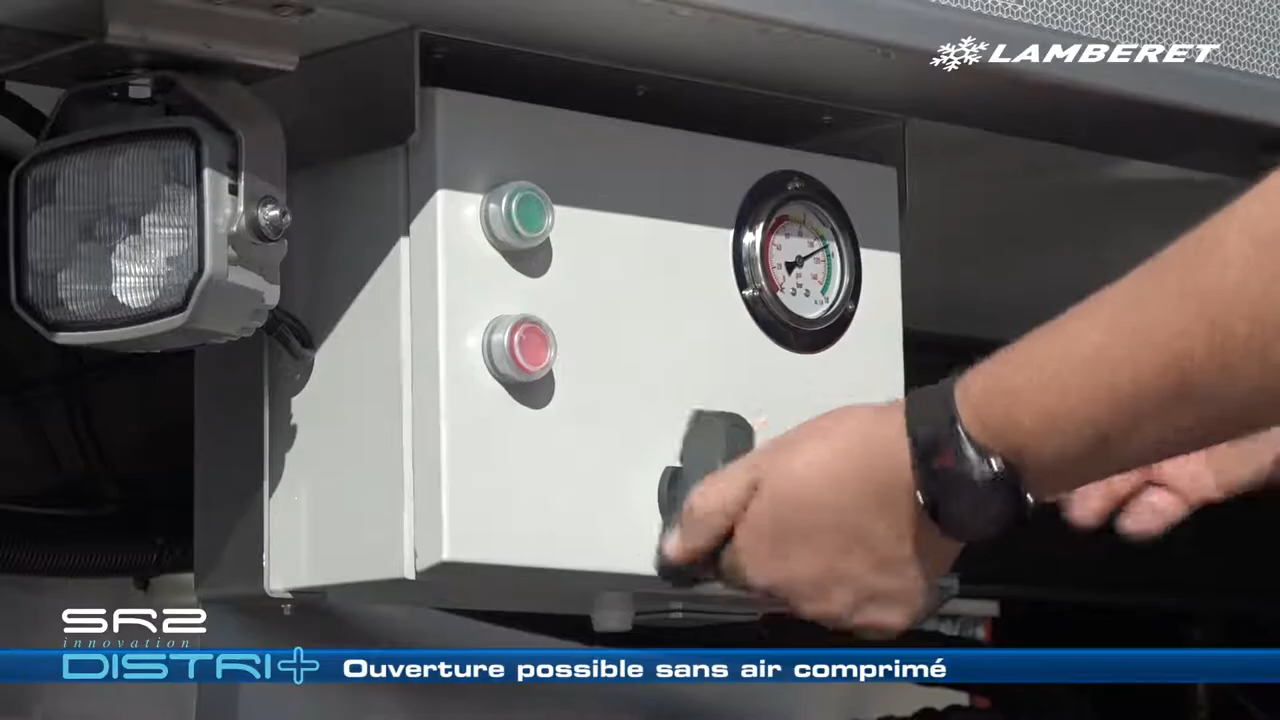 LAMBERET
SR2
innovation
DISTRI+
Ouverture possible sans air comprimé